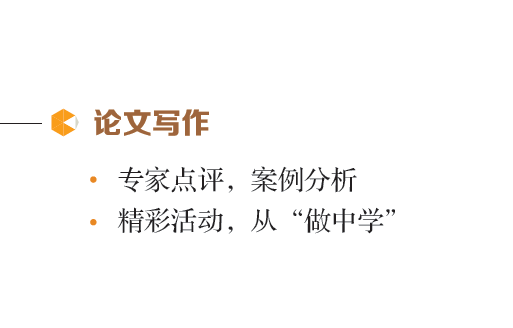 论文写作
• 专家点评，案例分析
• 精彩活动，从“做中学”